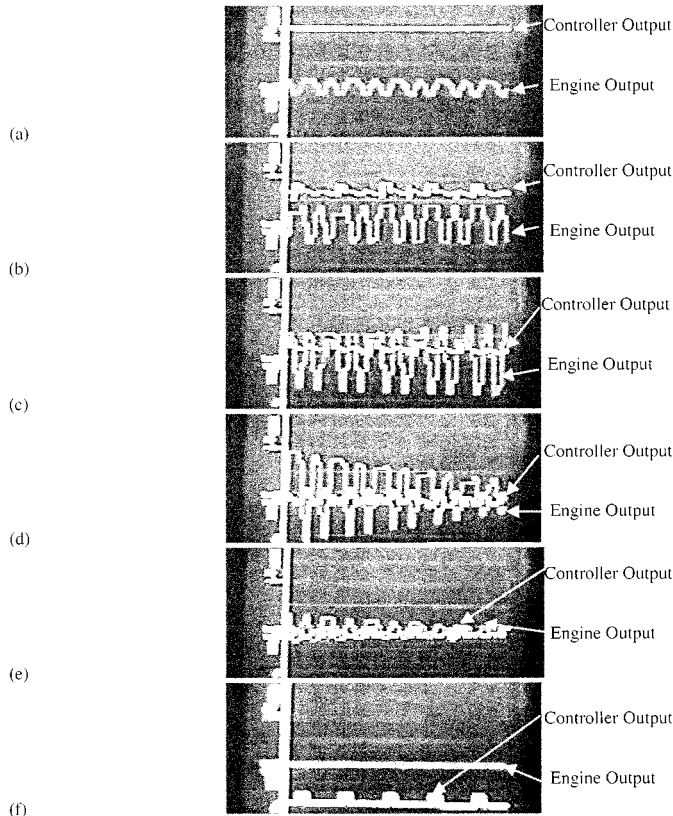 Controller Output
Engine Output
(a)
Controller Output
Engine Output
(b)
Controller Output
Engine Output
(c)
Controller Output
Engine Output
(d)
Controller Output
Engine Output
(e)
Controller Output
Engine Output
(f)